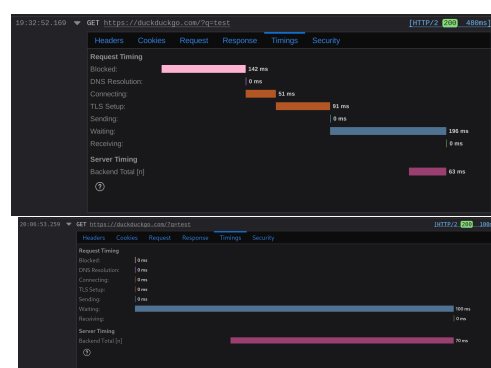 19:32:52.169 GET https://duckduckgo.com/?q=test [HTTP/2 200 480ms]
Headers Cookies Request Response Timings Security
Request Timing
Blocked: 142 ms
DNS Resolution: 0 ms
Connecting: 51 ms
TLS Setup: 91 ms
Sending: 0 ms
Waiting: 196 ms
Receiving: 0 ms
Server Timing
Backend Total [n] 63 ms
?
20:06:53.259 GET https://duckduckgo.com/?q=test [HTTP/2 200 100
Headers Cookies Request Response Timings Security
Request Timing
Blocked: 0 ms
DNS Resolution: 0 ms
Connecting: 0 ms
TLS Setup: 0 ms
Sending: 0 ms
Waiting: 100 ms
Receiving: 0 ms
Server Timing
Backend Total [n] 70 ms
?